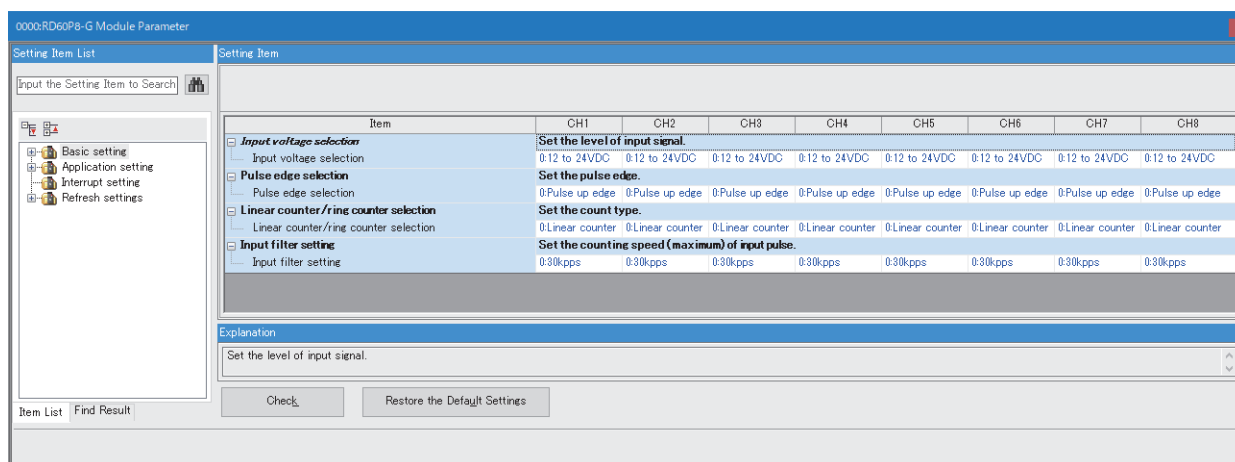 0000:RD60P8-G Module Parameter
Setting Item List
Setting Item
Input the Setting Item to Search
Basic setting
Application setting
Interrupt setting
Refresh settings
Item List Find Result
Item CH1 CH2 CH3 CH4 CH5 CH6 CH7 CH8
Input voltage selection Set the level of input signal.
Input voltage selection 0:12 to 24VDC 0:12 to 24VDC 0:12 to 24VDC 0:12 to 24VDC 0:12 to 24VDC 0:12 to 24VDC 0:12 to 24VDC 0:12 to 24VDC
Pulse edge selection Set the pulse edge.
Pulse edge selection 0:Pulse up edge 0:Pulse up edge 0:Pulse up edge 0:Pulse up edge 0:Pulse up edge 0:Pulse up edge 0:Pulse up edge 0:Pulse up edge
Linear counter/ring counter selection Set the count type.
Linear counter/ring counter selection 0:Linear counter 0:Linear counter 0:Linear counter 0:Linear counter 0:Linear counter 0:Linear counter 0:Linear counter 0:Linear counter
Input filter setting Set the counting speed (maximum) of input pulse.
Input filter setting 0:30kpps 0:30kpps 0:30kpps 0:30kpps 0:30kpps 0:30kpps 0:30kpps 0:30kpps
Explanation
Set the level of input signal.
Check Restore the Default Settings